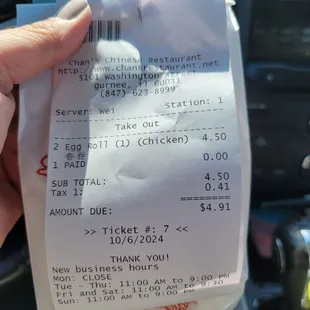 Chan's Chinese Restaurant
http://www.chansrestaurant.net
5101 Washington Street
gurnee, il 60031
(847)-623-8999
Server: Wei Station: 1
Take Out
2 Egg Roll (1) (Chicken) 4.50
春卷
1 PAID 0.00
SUB TOTAL: 4.50
Tax 1: 0.41
========
AMOUNT DUE: $4.91
>> Ticket #: 7 <<
10/6/2024
THANK YOU!
New business hours
Mon: CLOSE
Tue - Thu: 11:00 AM to 9:00 PM
Fri and Sat: 11:00 AM to 9:30
Sun: 11:00 AM to 9:00 PM